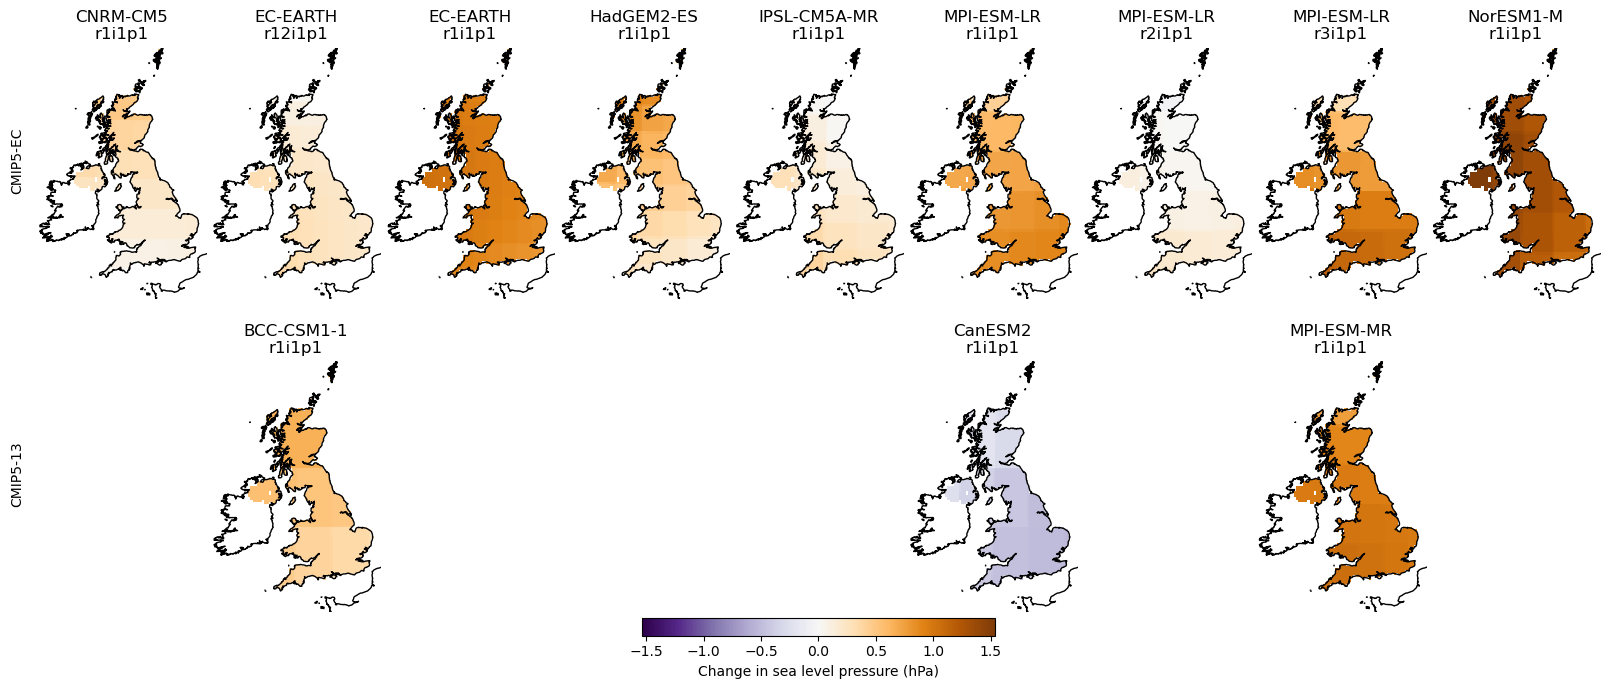 CNRM-CM5
r1i1p1
EC-EARTH
r12i1p1
EC-EARTH
r1i1p1
HadGEM2-ES
r1i1p1
IPSL-CM5A-MR
r1i1p1
MPI-ESM-LR
r1i1p1
MPI-ESM-LR
r2i1p1
MPI-ESM-LR
r3i1p1
NorESM1-M
r1i1p1
CMIP5-EC
BCC-CSM1-1
r1i1p1
CanESM2
r1i1p1
MPI-ESM-MR
r1i1p1
CMIP5-13
−1.5 −1.0 −0.5 0.0 0.5 1.0 1.5
Change in sea level pressure (hPa)